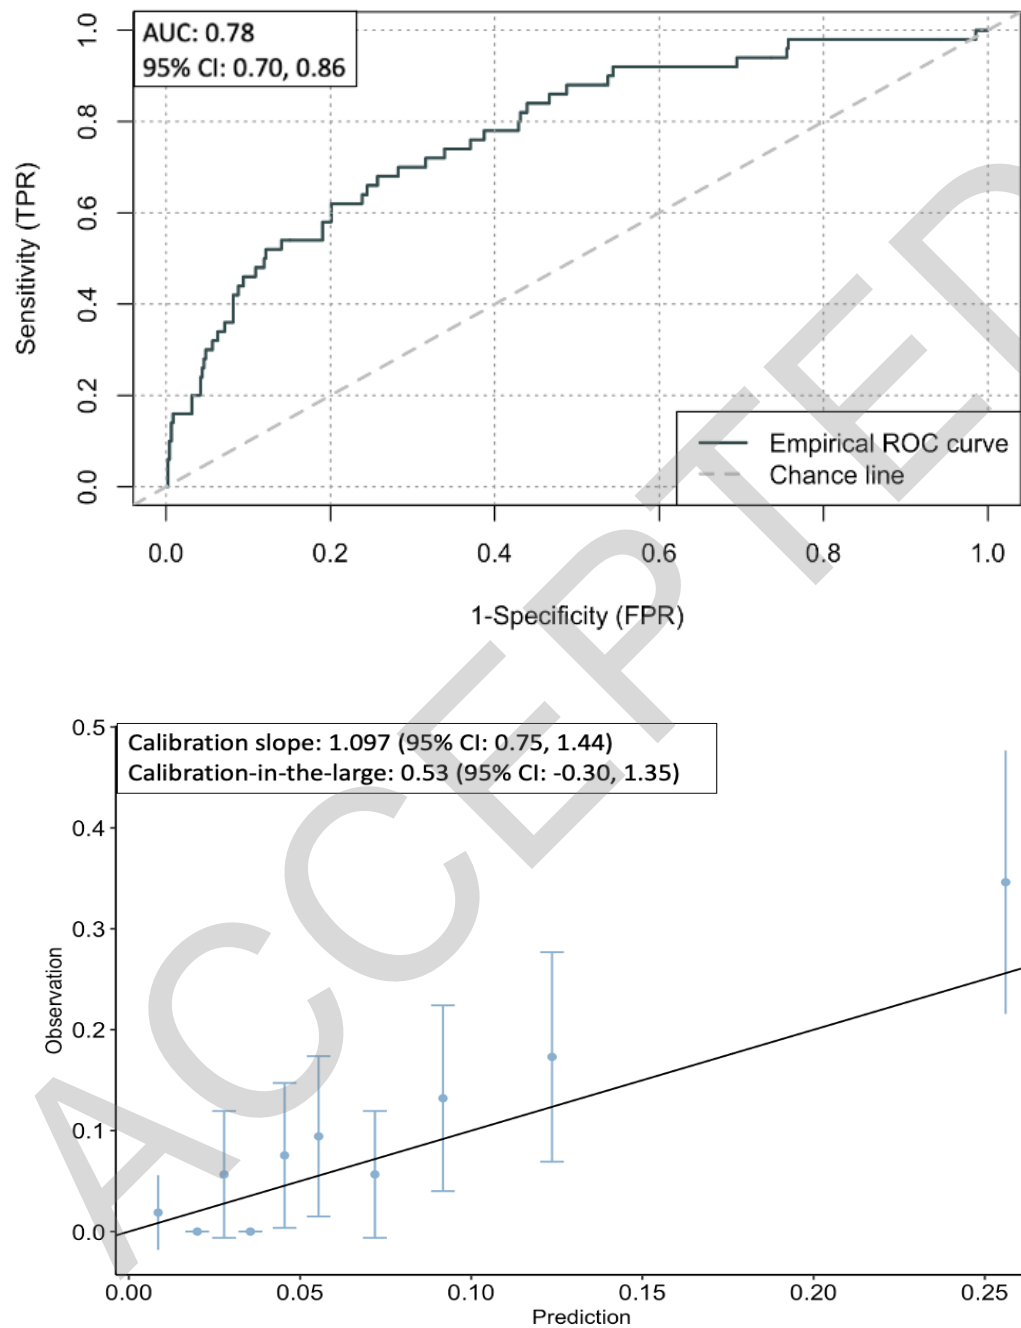 AUC: 0.78
95% CI: 0.70, 0.86
Sensitivity (TPR)
1.0
0.8
0.6
0.4
0.2
0.0
Empirical ROC curve
Chance line
0.0 0.2 0.4 0.6 0.8 1.0
1-Specificity (FPR)
Calibration slope: 1.097 (95% CI: 0.75, 1.44)
Calibration-in-the-large: 0.53 (95% CI: -0.30, 1.35)
Observation
0.5
0.4
0.3
0.2
0.1
0.0
0.00 0.05 0.10 0.15 0.20 0.25
Prediction
ACCEPTED